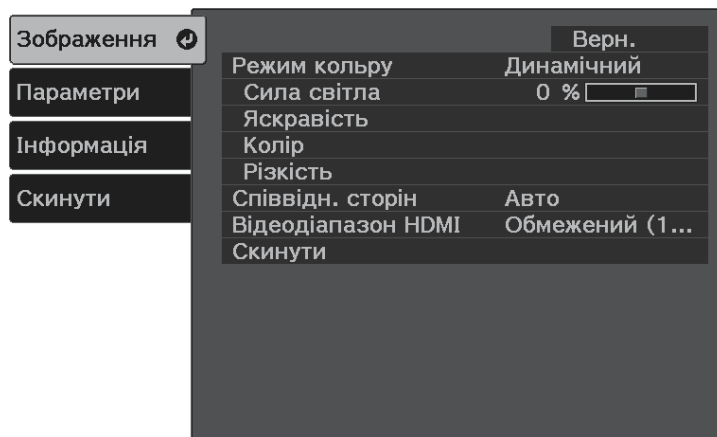 Зображення
Параметри
Інформація
Скинути
Верн.
Режим кольру Динамічний
Сила світла 0 %
Яскравість
Колір
Різкість
Співвідн. сторін Авто
Відеодіапазон HDMI Обмежений (1...
Скинути